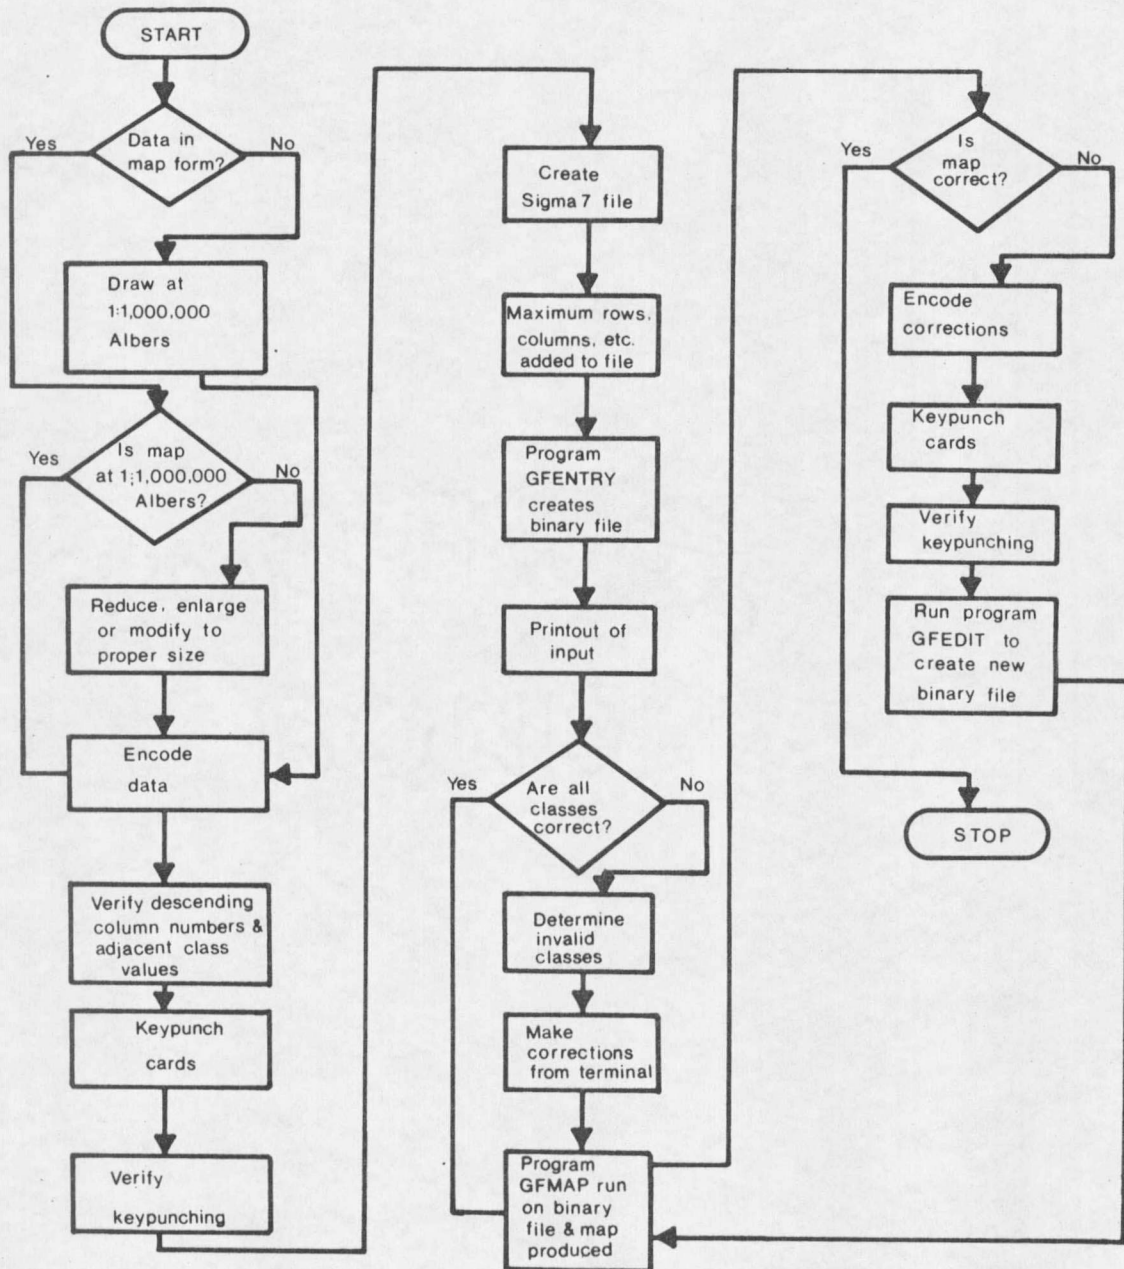 START
Yes
Data in
map form?
No
Draw at
1:1,000,000
Albers
Yes
Is map
at 1:1,000,000
Albers?
No
Reduce, enlarge
or modify to
proper size
Encode
data
Verify descending
column numbers &
adjacent class
values
Keypunch
cards
Verify
keypunching
Create
Sigma 7 file
Maximum rows,
columns, etc.
added to file
Program
GFENTRY
creates
binary file
Printout of
input
Yes
Are all
classes
correct?
No
Determine
invalid
classes
Make
corrections
from terminal
Program
GFMAP run
on binary
file & map
produced
Yes
Is
map
correct?
No
Encode
corrections
Keypunch
cards
Verify
keypunching
Run program
GFEDIT to
create new
binary file
STOP